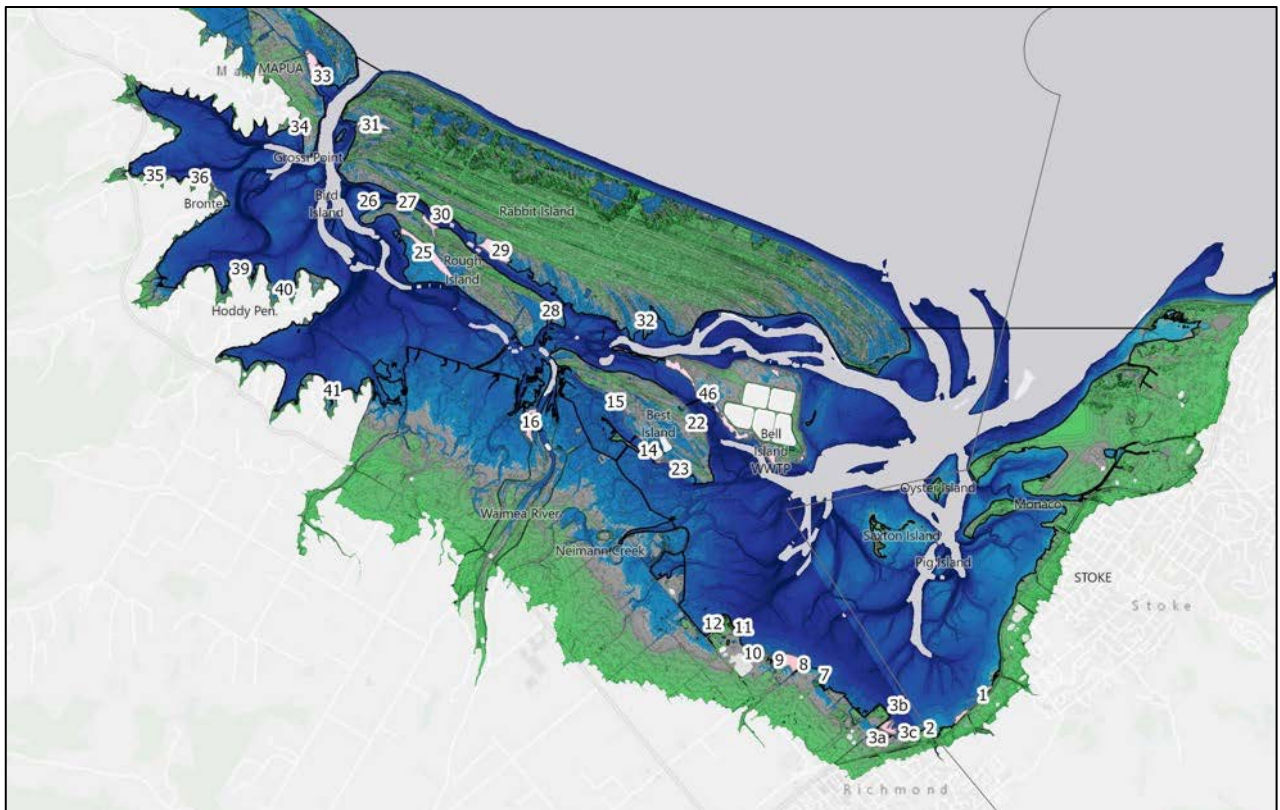 MAPUA
Ma
33
34
31
Grossi Point
35
36
Bronte
26
27
Bird
Island
30
Rabbit Island
29
25
Rough
Island
39
40
Hoddy Pen.
28
32
41
15
46
16
Best
Island
22
14
23
Bell
Island
WWTP
Oyster Island
Monaco
Waimea River
Saxton Island
Neimann Creek
Pig Island
STOKE
Stoke
12
11
10
9
8
7
3b
1
3a
3c
2
Richmond